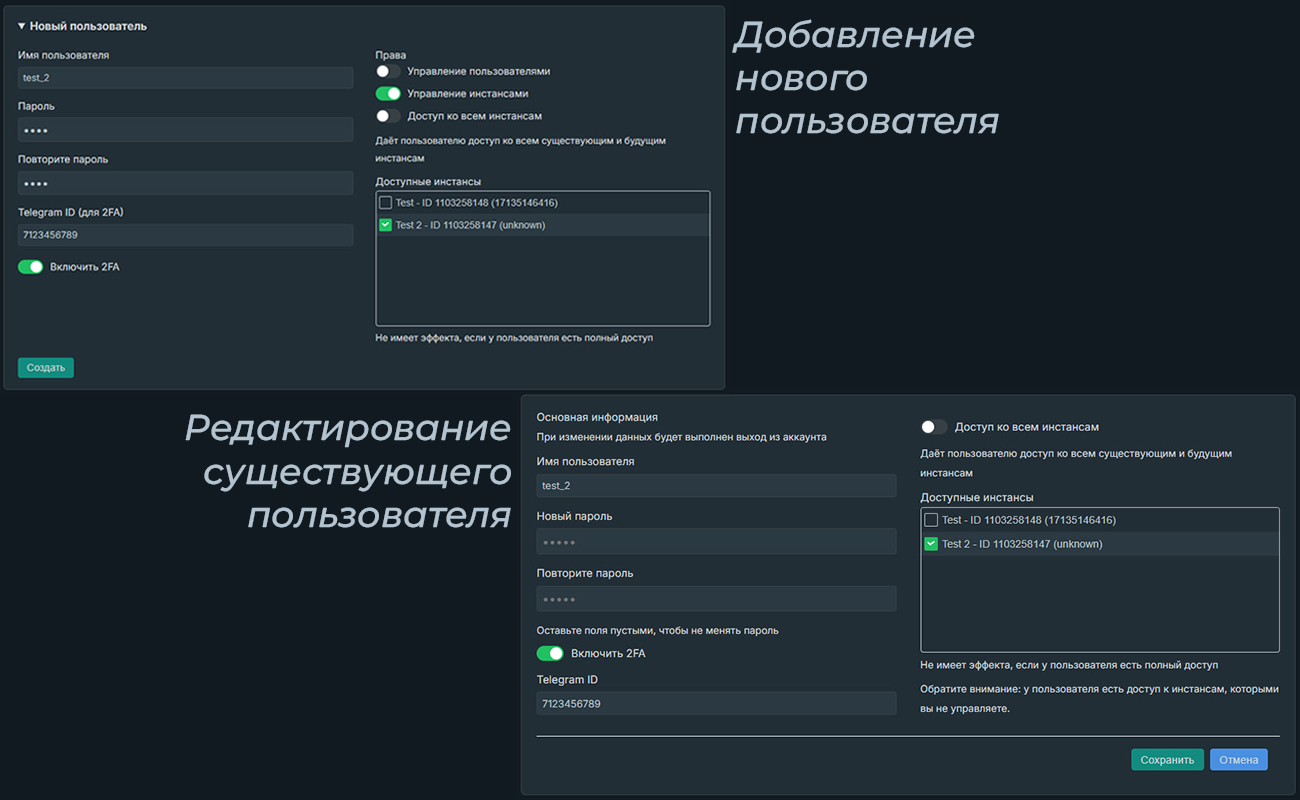 ▼ Новый пользователь
Имя пользователя
test_2
Пароль
••••
Повторите пароль
••••
Telegram ID (для 2FA)
7123456789
Включить 2FA
Создать
Права
Управление пользователями
Управление инстансами
Доступ ко всем инстансам
Даёт пользователю доступ ко всем существующим и будущим
инстансам
Доступные инстансы
Test - ID 1103258148 (17135146416)
Test 2 - ID 1103258147 (unknown)
Не имеет эффекта, если у пользователя есть полный доступ
Добавление
нового
пользователя
Редактирование
существующего
пользователя
Основная информация
При изменении данных будет выполнен выход из аккаунта
Имя пользователя
test_2
Новый пароль
•••••
Повторите пароль
•••••
Оставьте поля пустыми, чтобы не менять пароль
Включить 2FA
Telegram ID
7123456789
Доступ ко всем инстансам
Даёт пользователю доступ ко всем существующим и будущим
инстансам
Доступные инстансы
Test - ID 1103258148 (17135146416)
Test 2 - ID 1103258147 (unknown)
Не имеет эффекта, если у пользователя есть полный доступ
Обратите внимание: у пользователя есть доступ к инстансам, которыми
вы не управляете.
Сохранить
Отмена